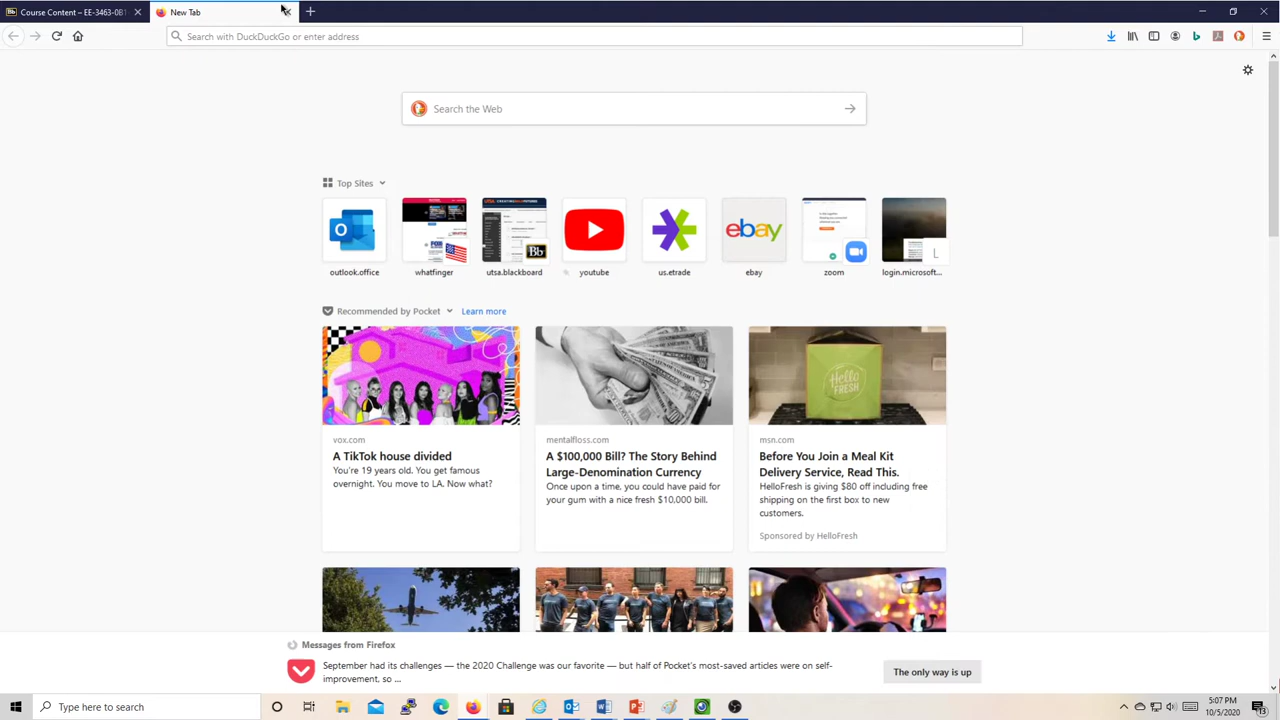 Course Content – EE-3463-0B1
New Tab
Search with DuckDuckGo or enter address
Search the Web
Top Sites
outlook.office
whatfinger
utsa.blackboard
youtube
us.etrade
ebay
zoom
login.microsoft...
Recommended by Pocket
Learn more
vox.com
A TikTok house divided
You're 19 years old. You get famous
overnight. You move to LA. Now what?
mentalfloss.com
A $100,000 Bill? The Story Behind
Large-Denomination Currency
Once upon a time, you could have paid for
your gum with a nice fresh $10,000 bill.
HELLO FRESH
msn.com
Before You Join a Meal Kit
Delivery Service, Read This.
HelloFresh is giving $80 off including free
shipping on the first box to new
customers.
Sponsored by HelloFresh
Messages from Firefox
September had its challenges — the 2020 Challenge was our favorite — but half of Pocket's most-saved articles were on self-
improvement, so ...
The only way is up
Type here to search
5:07 PM
10/5/2020